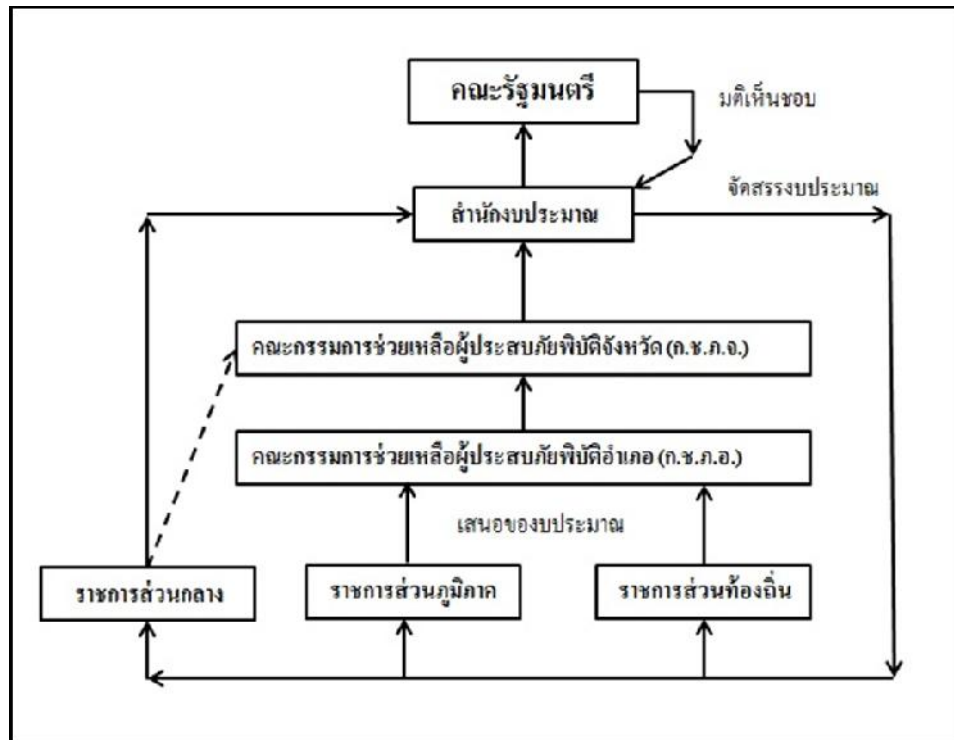 คณะรัฐมนตรี
มติเห็นชอบ
จัดสรรงบประมาณ
สำนักงบประมาณ
คณะกรรมการช่วยเหลือผู้ประสบภัยพิบัติจังหวัด (ก.ช.ภ.จ.)
คณะกรรมการช่วยเหลือผู้ประสบภัยพิบัติอำเภอ (ก.ช.ภ.อ.)
เสนอของบประมาณ
ราชการส่วนกลาง
ราชการส่วนภูมิภาค
ราชการส่วนท้องถิ่น